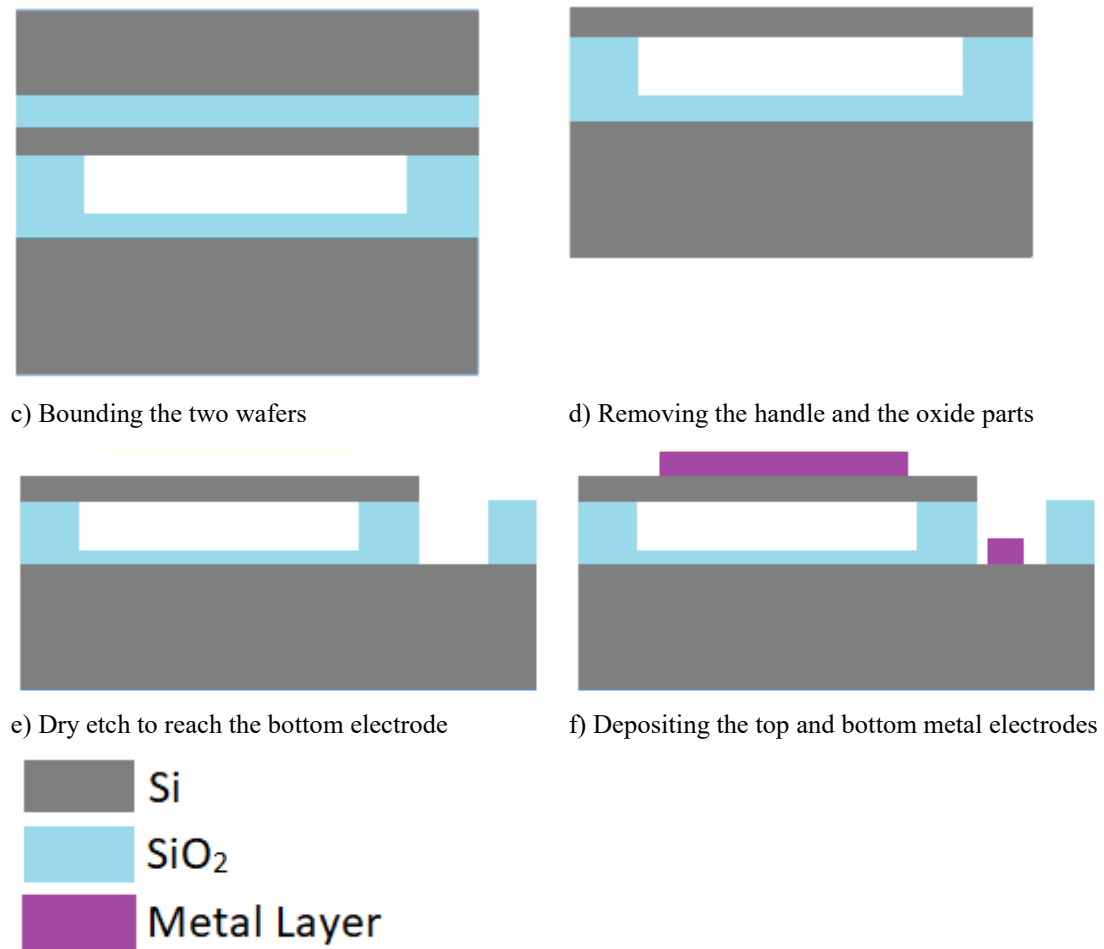 c) Bounding the two wafers
d) Removing the handle and the oxide parts
e) Dry etch to reach the bottom electrode
f) Depositing the top and bottom metal electrodes
Si
SiO₂
Metal Layer